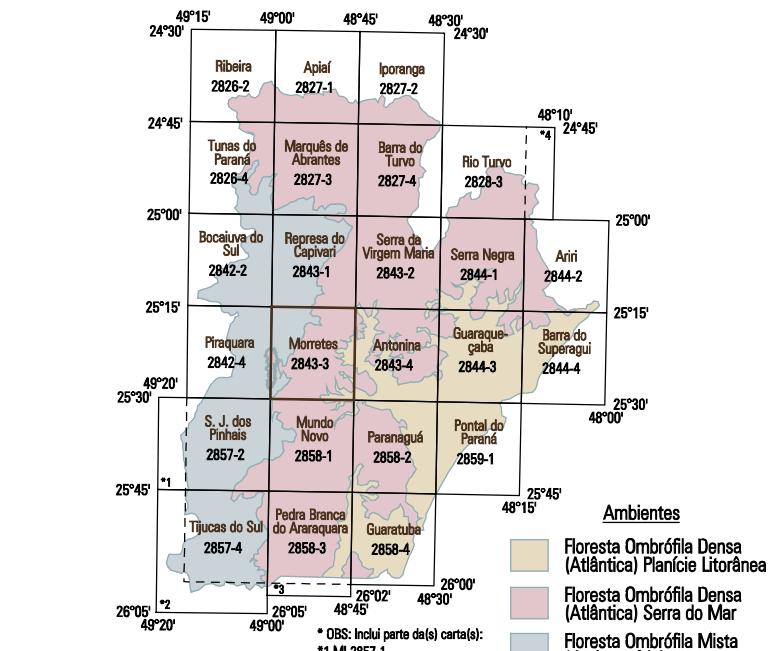 49°15' 49°00' 48°45' 48°30'
24°30' 24°30'
Ribeira
2826-2
Apiaí
2827-1
Iporanga
2827-2
48°10'
24°45' *4 24°45'
Tunas do
Paraná
2826-4
Marquês de
Abrantes
2827-3
Barra do
Turvo
2827-4
Rio Turvo
2828-3
25°00' 25°00'
Bocaiuva do
Sul
2842-2
Represa do
Capivari
2843-1
Serra da
Virgem Maria
2843-2
Serra Negra
2844-1
Ariri
2844-2
25°15' 25°15'
Piraquara
2842-4
Morretes
2843-3
Antonina
2843-4
Guaraque-
çaba
2844-3
Barra do
Superagui
2844-4
49°20'
25°30' 25°30'
48°00'
S. J. dos
Pinhais
2857-2
Mundo
Novo
2858-1
Paranaguá
2858-2
Pontal do
Paraná
2859-1
25°45' *1 25°45'
48°15'
Tijucas do Sul
2857-4
Pedra Branca
do Araraquara
2858-3
Guaratuba
2858-4
26°00'
*3 26°02' 48°30'
26°05' *2 26°05' 48°45'
49°20' 49°00'
Ambientes
Floresta Ombrófila Densa
(Atlântica) Planície Litorânea
Floresta Ombrófila Densa
(Atlântica) Serra do Mar
Floresta Ombrófila Mista
* OBS: Inclui parte da(s) carta(s):
*1 MI 2857-1